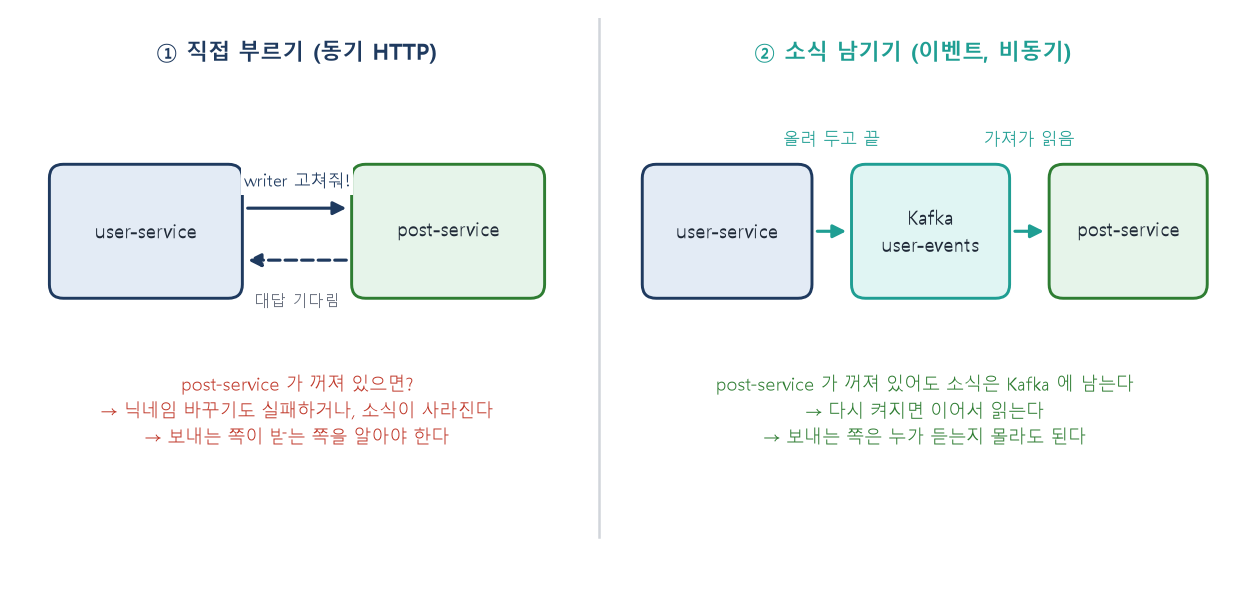 ① 직접 부르기 (동기 HTTP)
user-service
writer 고쳐줘!
대답 기다림
post-service
post-service 가 꺼져 있으면?
→ 닉네임 바꾸기도 실패하거나, 소식이 사라진다
→ 보내는 쪽이 받는 쪽을 알아야 한다
② 소식 남기기 (이벤트, 비동기)
올려 두고 끝
가져가 읽음
user-service
Kafka
user-events
post-service
post-service 가 꺼져 있어도 소식은 Kafka 에 남는다
→ 다시 켜지면 이어서 읽는다
→ 보내는 쪽은 누가 듣는지 몰라도 된다